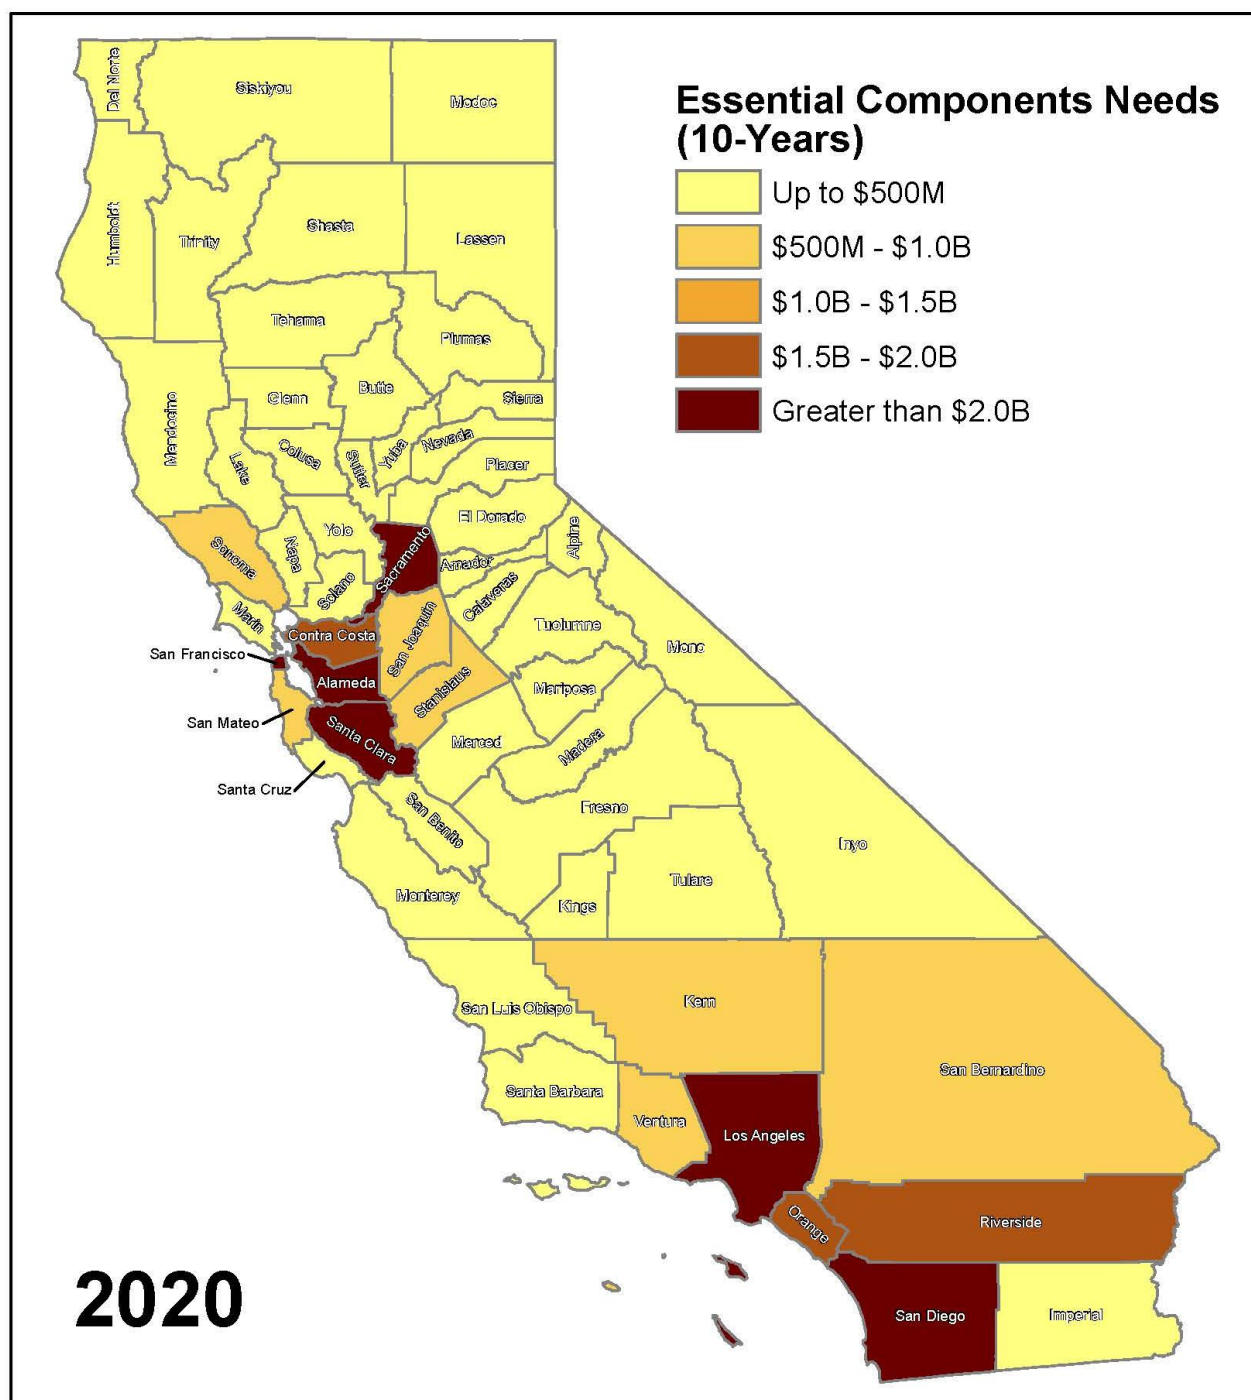 Essential Components Needs
(10-Years)
Up to $500M
$500M - $1.0B
$1.0B - $1.5B
$1.5B - $2.0B
Greater than $2.0B
Del Norte
Siskiyou
Modoc
Humboldt
Trinity
Shasta
Lassen
Tehama
Plumas
Mendocino
Glenn
Butte
Sierra
Lake
Colusa
Sutter
Yuba
Nevada
Placer
Sonoma
Napa
Yolo
Sacramento
El Dorado
Alpine
Marin
Solano
Amador
Calaveras
Contra Costa
San Joaquin
Tuolumne
Mono
San Francisco
Alameda
Stanislaus
Mariposa
San Mateo
Santa Clara
Merced
Madera
Santa Cruz
San Benito
Fresno
Inyo
Monterey
Kings
Tulare
San Luis Obispo
Kern
San Bernardino
Santa Barbara
Ventura
Los Angeles
Orange
Riverside
San Diego
Imperial
2020